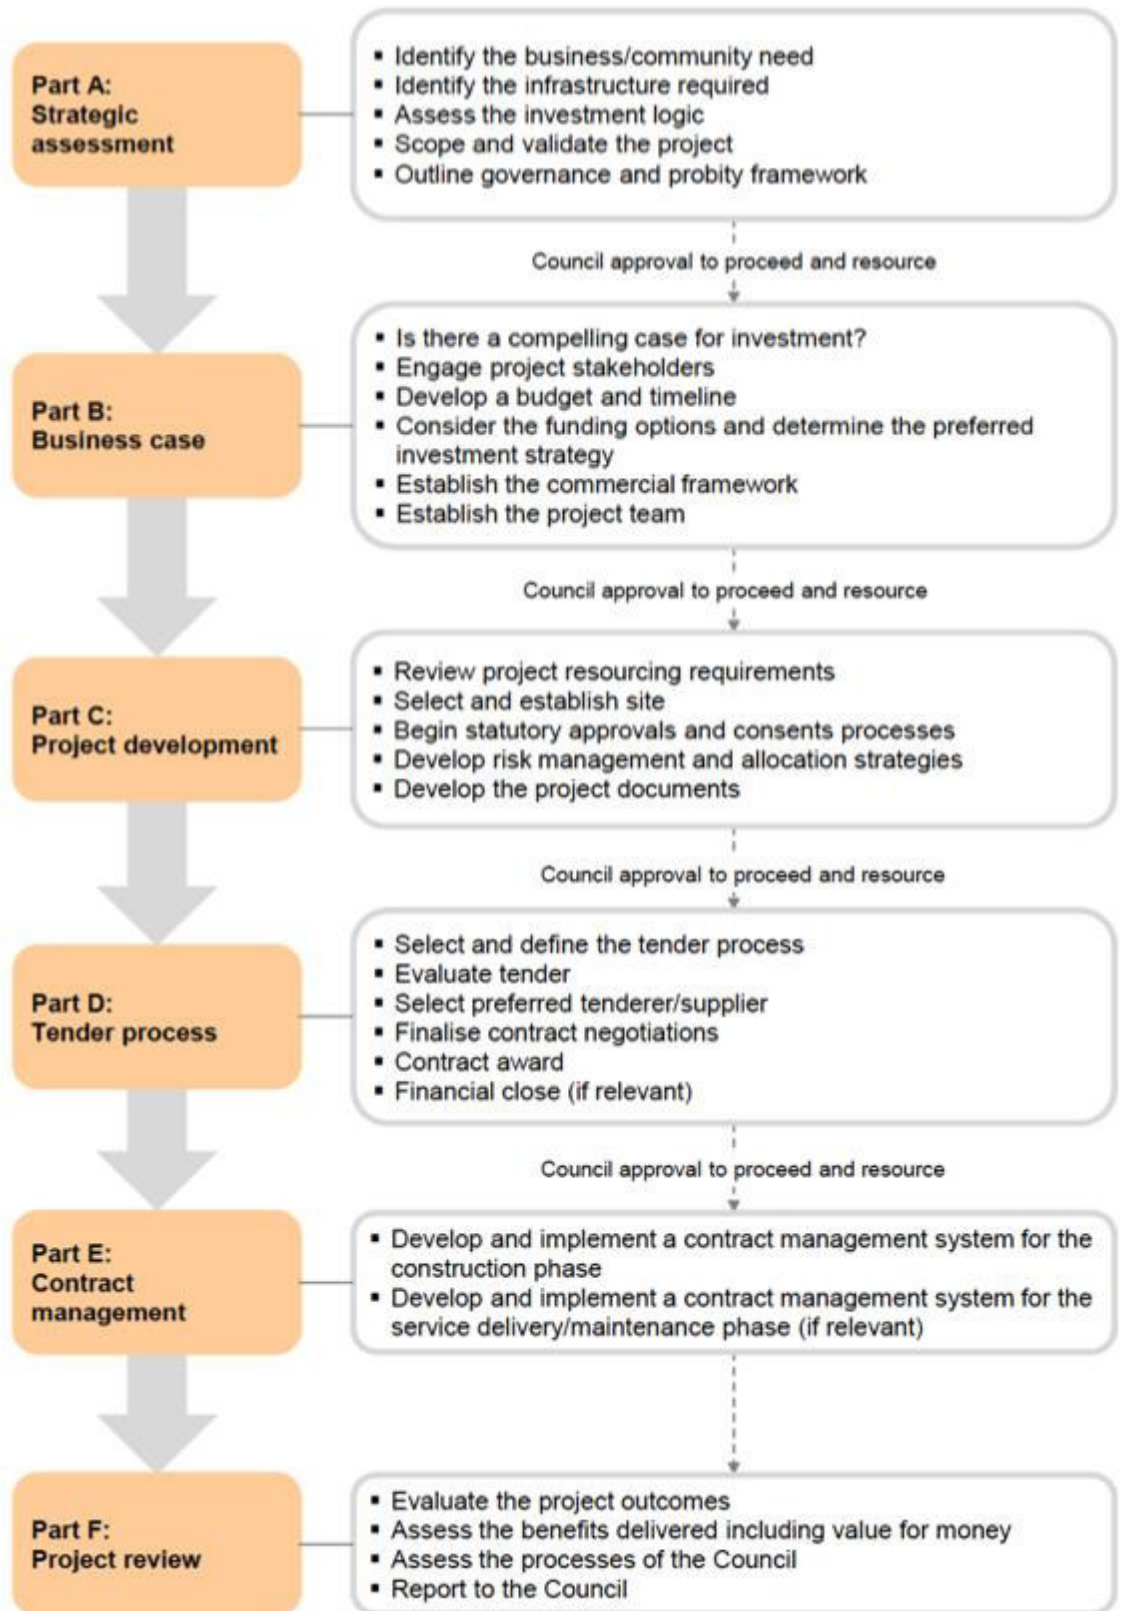 Part A:
Strategic
assessment
▪ Identify the business/community need
▪ Identify the infrastructure required
▪ Assess the investment logic
▪ Scope and validate the project
▪ Outline governance and probity framework
Council approval to proceed and resource
Part B:
Business case
▪ Is there a compelling case for investment?
▪ Engage project stakeholders
▪ Develop a budget and timeline
▪ Consider the funding options and determine the preferred
investment strategy
▪ Establish the commercial framework
▪ Establish the project team
Council approval to proceed and resource
Part C:
Project development
▪ Review project resourcing requirements
▪ Select and establish site
▪ Begin statutory approvals and consents processes
▪ Develop risk management and allocation strategies
▪ Develop the project documents
Council approval to proceed and resource
Part D:
Tender process
▪ Select and define the tender process
▪ Evaluate tender
▪ Select preferred tenderer/supplier
▪ Finalise contract negotiations
▪ Contract award
▪ Financial close (if relevant)
Council approval to proceed and resource
Part E:
Contract
management
▪ Develop and implement a contract management system for the
construction phase
▪ Develop and implement a contract management system for the
service delivery/maintenance phase (if relevant)
Part F:
Project review
▪ Evaluate the project outcomes
▪ Assess the benefits delivered including value for money
▪ Assess the processes of the Council
▪ Report to the Council